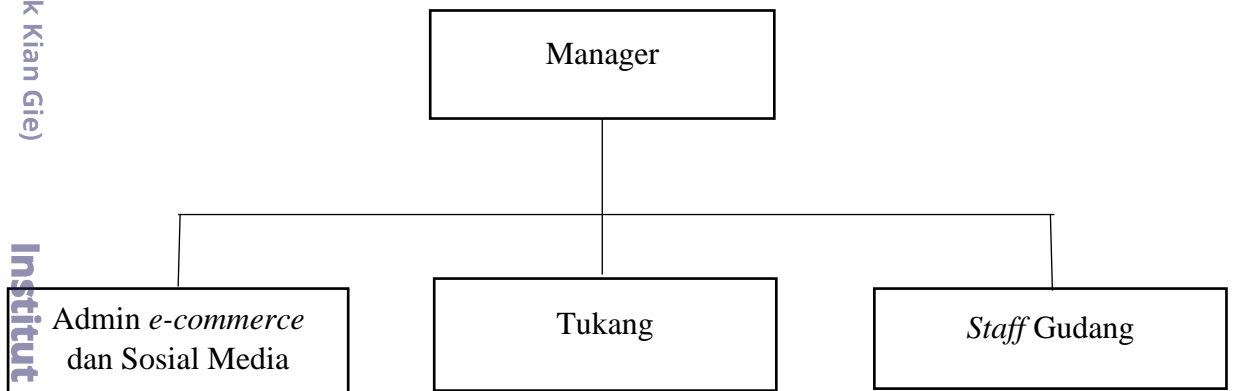 k Kian Gie)
Institut
Manager
Admin e-commerce
dan Sosial Media
Tukang
Staff Gudang